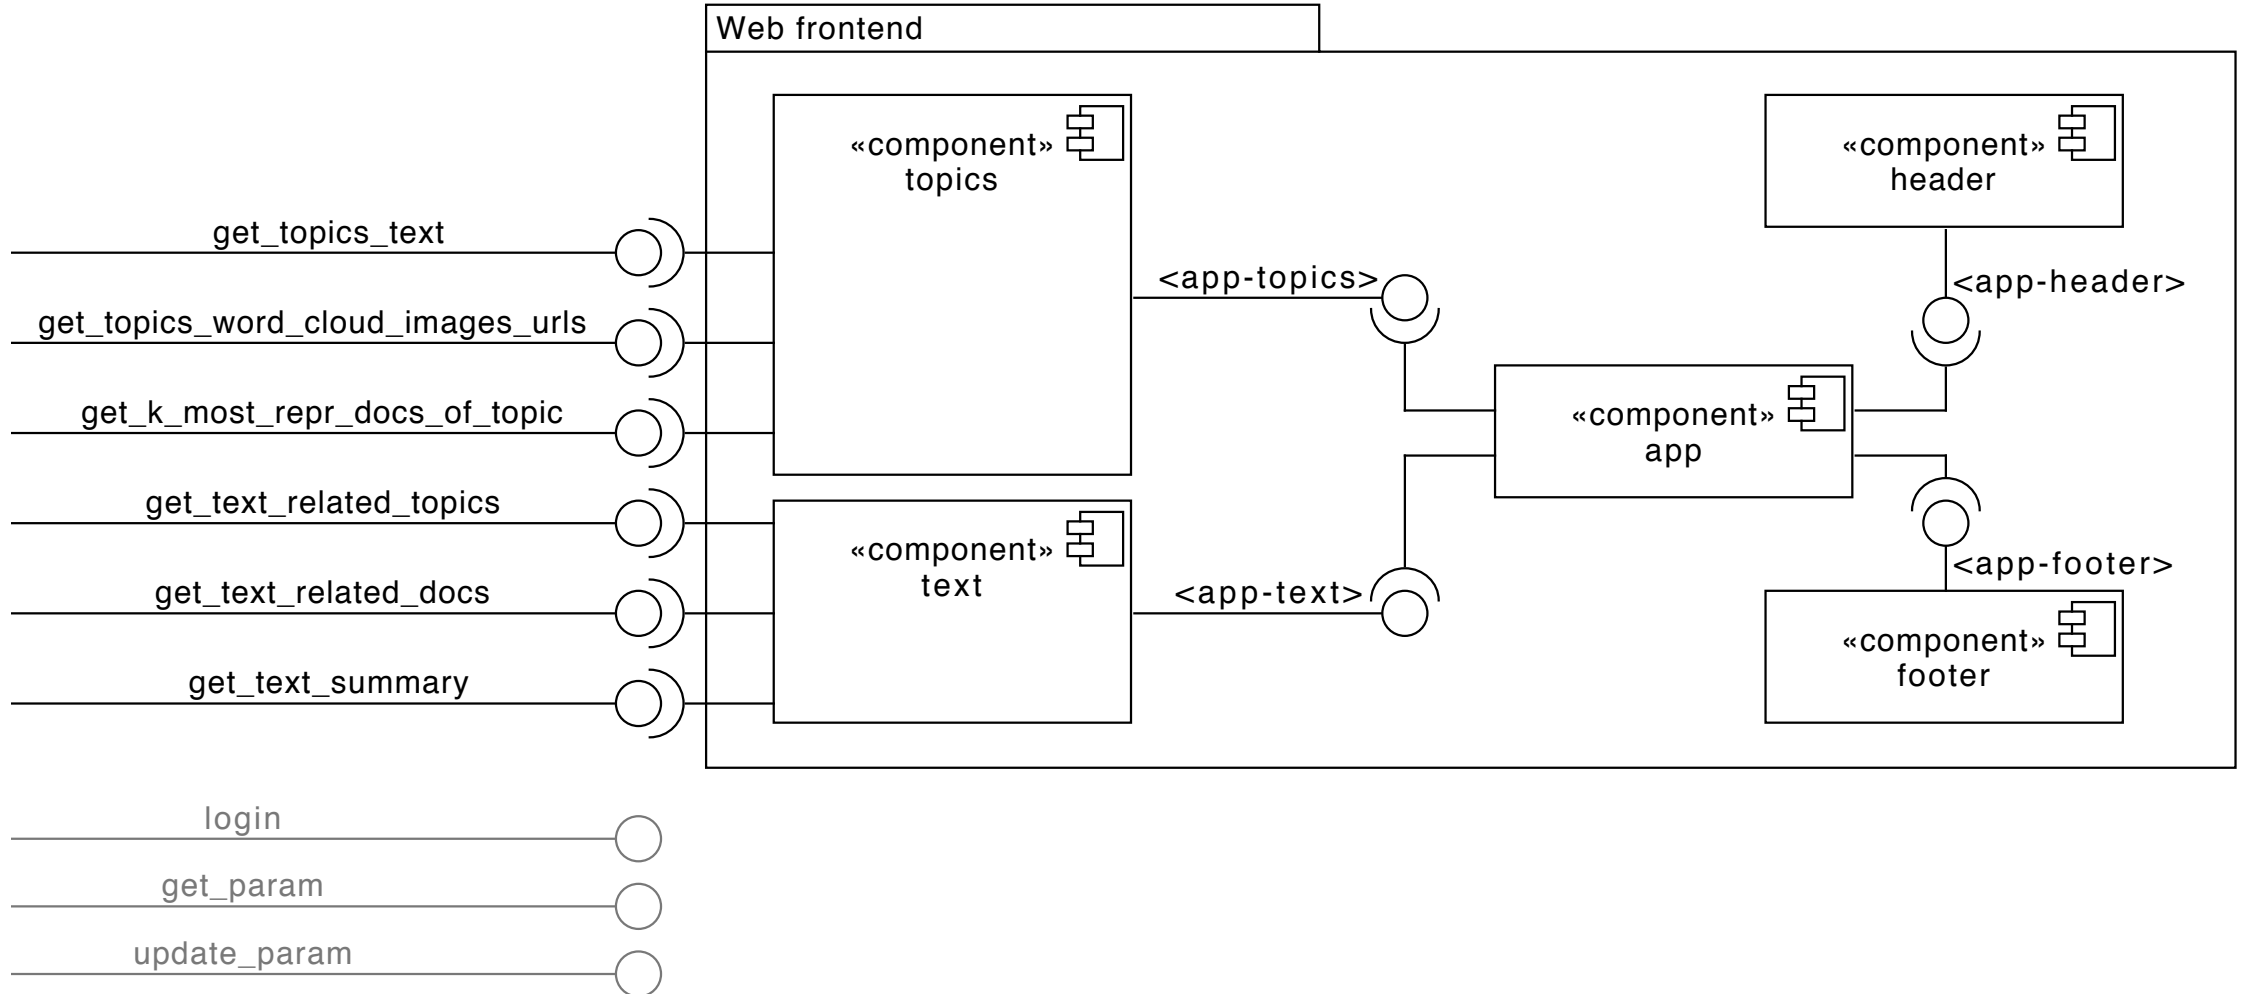 Web frontend
«component»
topics
«component»
header
get_topics_text
<app-topics>
<app-header>
get_topics_word_cloud_images_urls
get_k_most_repr_docs_of_topic
«component»
app
get_text_related_topics
«component»
text
<app-footer>
get_text_related_docs
<app-text>
«component»
footer
get_text_summary
login
get_param
update_param